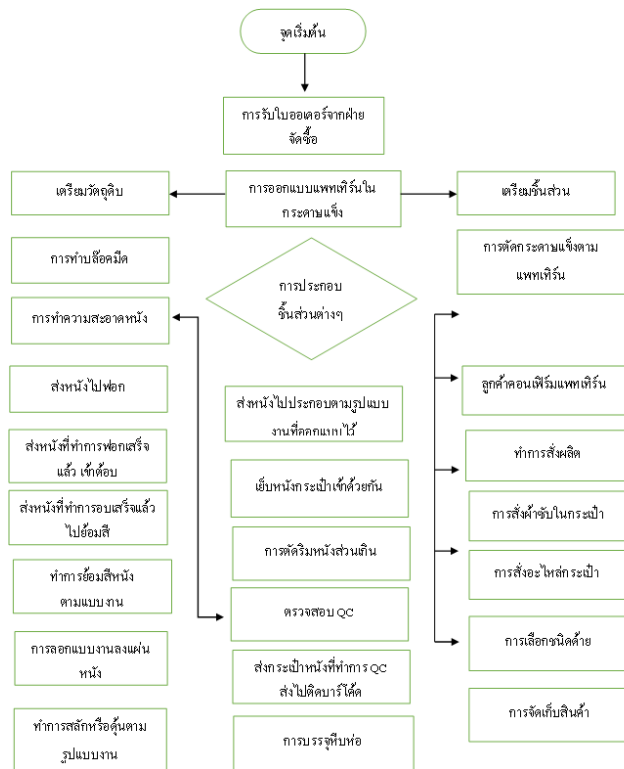 จุดเริ่มต้น
การรับใบออเดอร์จากฝ่าย
จัดซื้อ
เตรียมวัตถุดิบ
การออกแบบแพทเทิร์นใน
กระดาษแข็ง
เตรียมชิ้นส่วน
การทำบล๊อคมีด
การทำความสะอาดหนัง
ส่งหนังไปฟอก
ส่งหนังที่ทำการฟอกเสร็จ
แล้ว เข้าต้อบ
ส่งหนังที่ทำการอบเสร็จแล้ว
ไปย้อมสี
ทำการย้อมสีหนัง
ตามแบบงาน
การลอกแบบงานลงแผ่น
หนัง
ทำการสลักหรือดุ้นตาม
รูปแบบงาน
การประกอบ
ชิ้นส่วนต่างๆ
ส่งหนังไปประกอบตามรูปแบบ
งานที่ออกแบบไว้
เย็บหนังกระเป๋าเข้าด้วยกัน
การตัดริมหนังส่วนเกิน
ตรวจสอบ QC
ส่งกระเป๋าหนังที่ทำการ QC
ส่งไปติดบาร์โค้ด
การบรรจุหีบห่อ
การตัดกระดาษแข็งตาม
แพทเทิร์น
ลูกค้าคอนเฟิร์มแพทเทิร์น
ทำการสั่งผลิต
การสั่งผ้าซับในกระเป๋า
การสั่งอะไหล่กระเป๋า
การเลือกชนิดด้าย
การจัดเก็บสินค้า